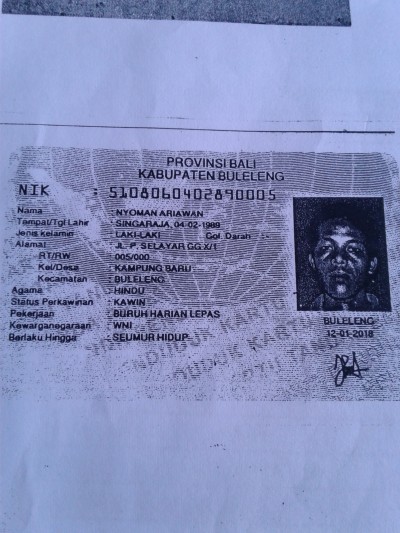 PROVINSI BALI
KABUPATEN BULELENG
NIK : 5108060402890005
Nama : NYOMAN ARIAWAN
Tempat/Tgl Lahir : SINGARAJA, 04-02-1989
Jenis kelamin : LAKI-LAKI Gol. Darah : -
Alamat : JL. P. SELAYAR GG X/1
RT/RW : 005/000
Kel/Desa : KAMPUNG BARU
Kecamatan : BULELENG
Agama : HINDU
Status Perkawinan : KAWIN
Pekerjaan : BURUH HARIAN LEPAS
Kewarganegaraan : WNI
Berlaku Hingga : SEUMUR HIDUP
BULELENG
12-01-2018